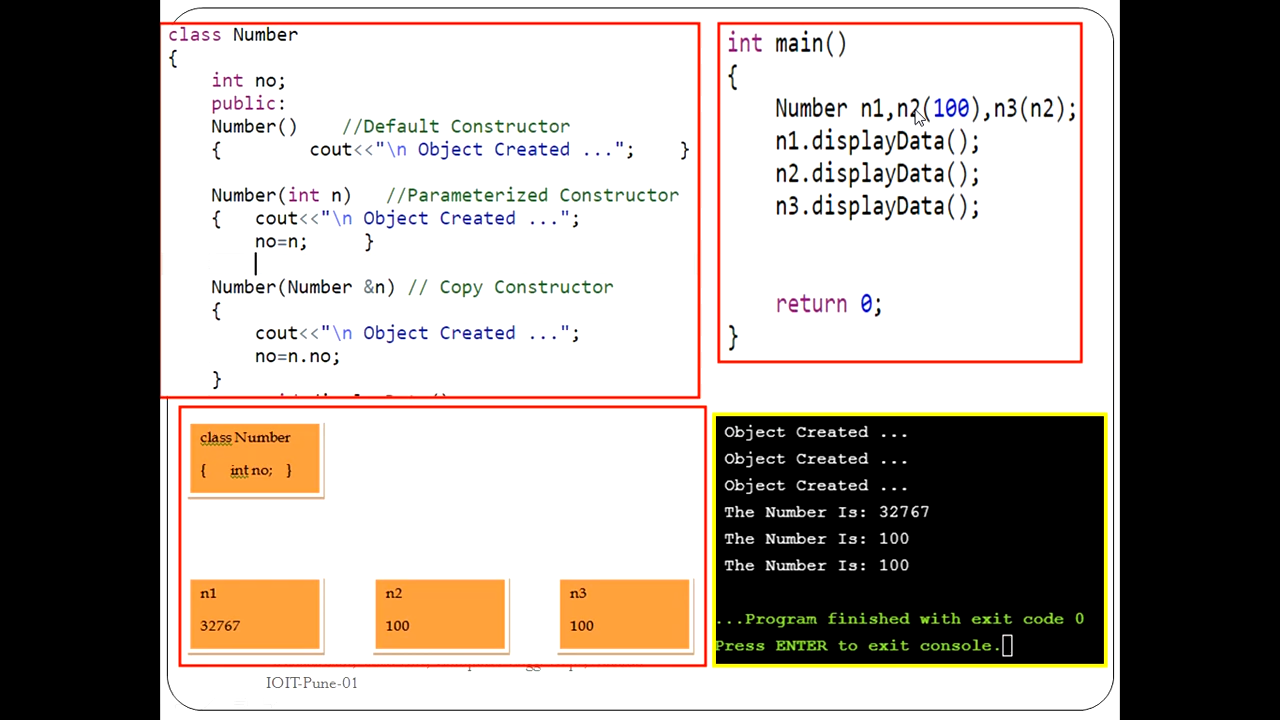 class Number
{
int no;
public:
Number() //Default Constructor
{ cout<<"\n Object Created ..."; }
Number(int n) //Parameterized Constructor
{ cout<<"\n Object Created ...";
no=n; }
Number(Number &n) // Copy Constructor
{
cout<<"\n Object Created ...";
no=n.no;
}
int main()
{
Number n1,n2(100),n3(n2);
n1.displayData();
n2.displayData();
n3.displayData();
return 0;
}
class Number
{ int no; }
n1
32767
n2
100
n3
100
Object Created ...
Object Created ...
Object Created ...
The Number Is: 32767
The Number Is: 100
The Number Is: 100
...Program finished with exit code 0
Press ENTER to exit console.
IOIT-Pune-01